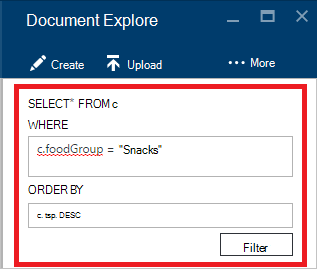 Document Explore
Create Upload ••• More
SELECT* FROM c
WHERE
c.foodGroup = "Snacks"
ORDER BY
c. tsp. DESC
Filter